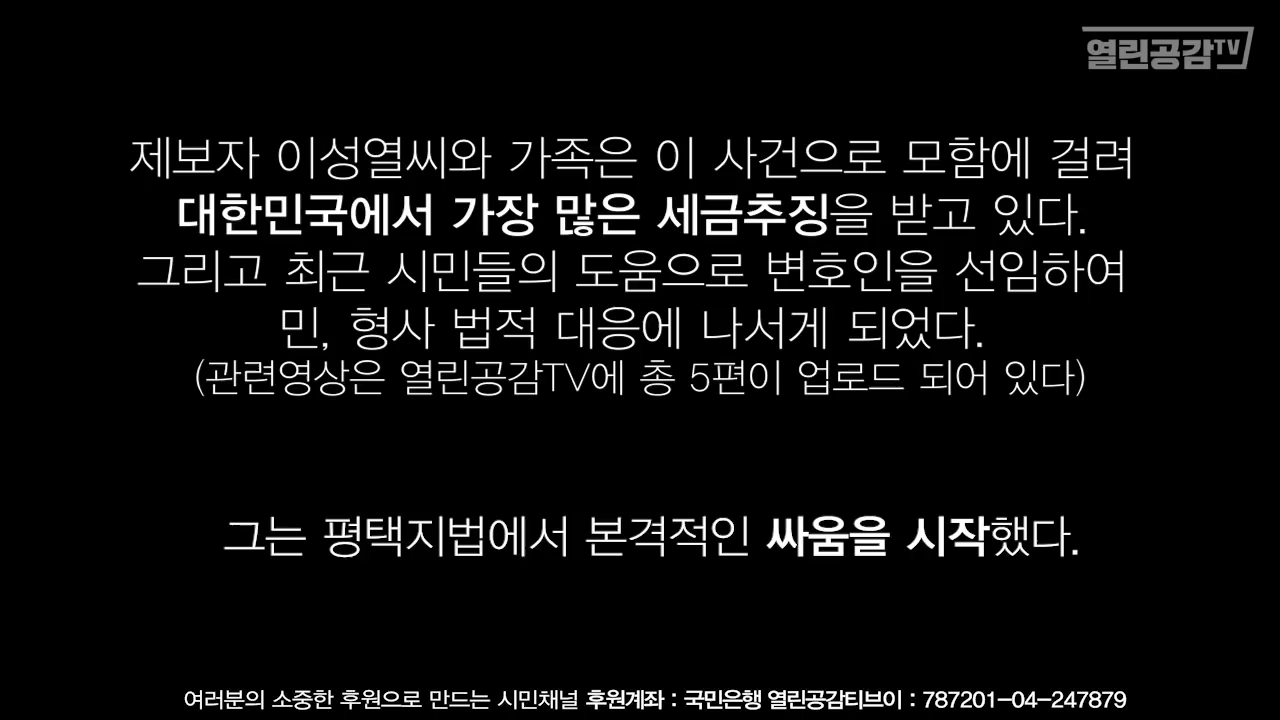 열린공감TV
제보자 이성열씨와 가족은 이 사건으로 모함에 걸려
대한민국에서 가장 많은 세금추징을 받고 있다.
그리고 최근 시민들의 도움으로 변호인을 선임하여
민, 형사 법적 대응에 나서게 되었다.
(관련영상은 열린공감TV에 총 5편이 업로드 되어 있다)
그는 평택지법에서 본격적인 싸움을 시작했다.
여러분의 소중한 후원으로 만드는 시민채널 후원계좌 : 국민은행 열린공감티브이 : 787201-04-247879